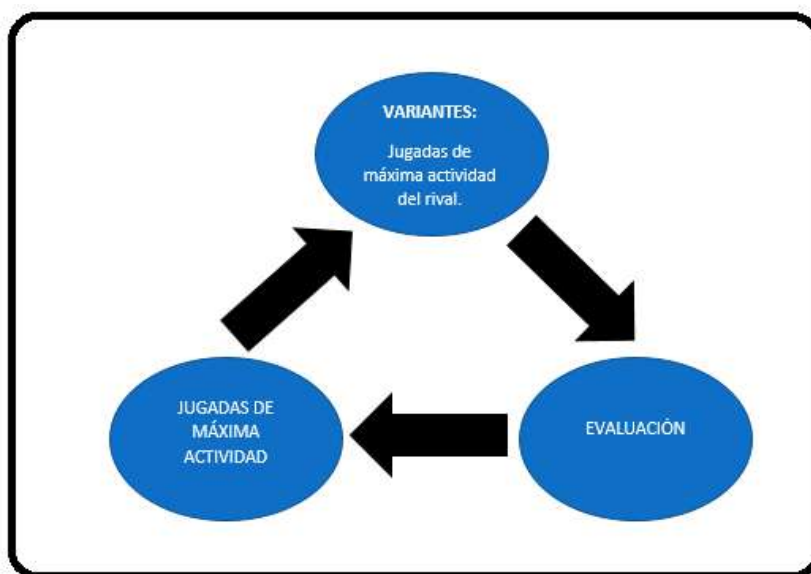 VARIANTES:
Jugadas de
máxima actividad
del rival.
JUGADAS DE
MÁXIMA
ACTIVIDAD
EVALUACIÓN